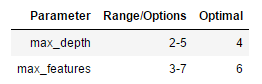 Parameter Range/Options Optimal
max_depth 2-5 4
max_features 3-7 6